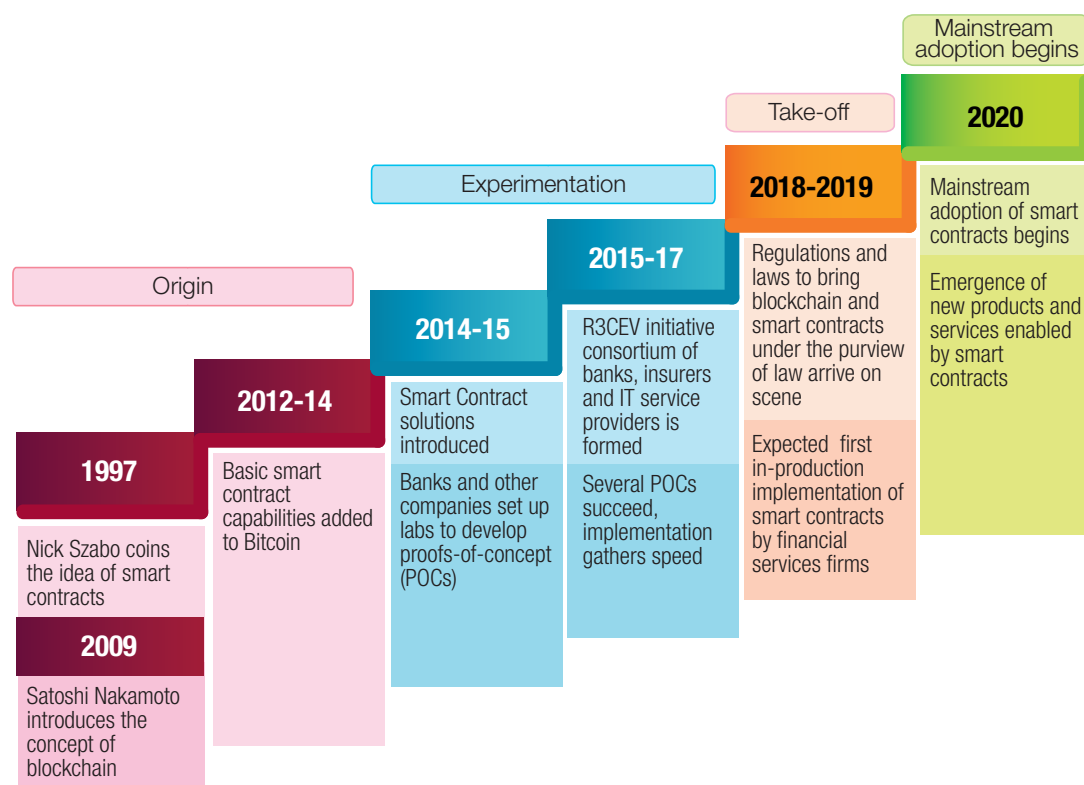 Origin
1997
Nick Szabo coins
the idea of smart
contracts
2009
Satoshi Nakamoto
introduces the
concept of
blockchain
2012-14
Basic smart
contract
capabilities added
to Bitcoin
Experimentation
2014-15
Smart Contract
solutions
introduced
Banks and other
companies set up
labs to develop
proofs-of-concept
(POCs)
2015-17
R3CEV initiative
consortium of
banks, insurers
and IT service
providers is
formed
Several POCs
succeed,
implementation
gathers speed
Take-off
2018-2019
Regulations and
laws to bring
blockchain and
smart contracts
under the purview
of law arrive on
scene
Expected first
in-production
implementation of
smart contracts
by financial
services firms
Mainstream
adoption begins
2020
Mainstream
adoption of smart
contracts begins
Emergence of
new products and
services enabled
by smart
contracts